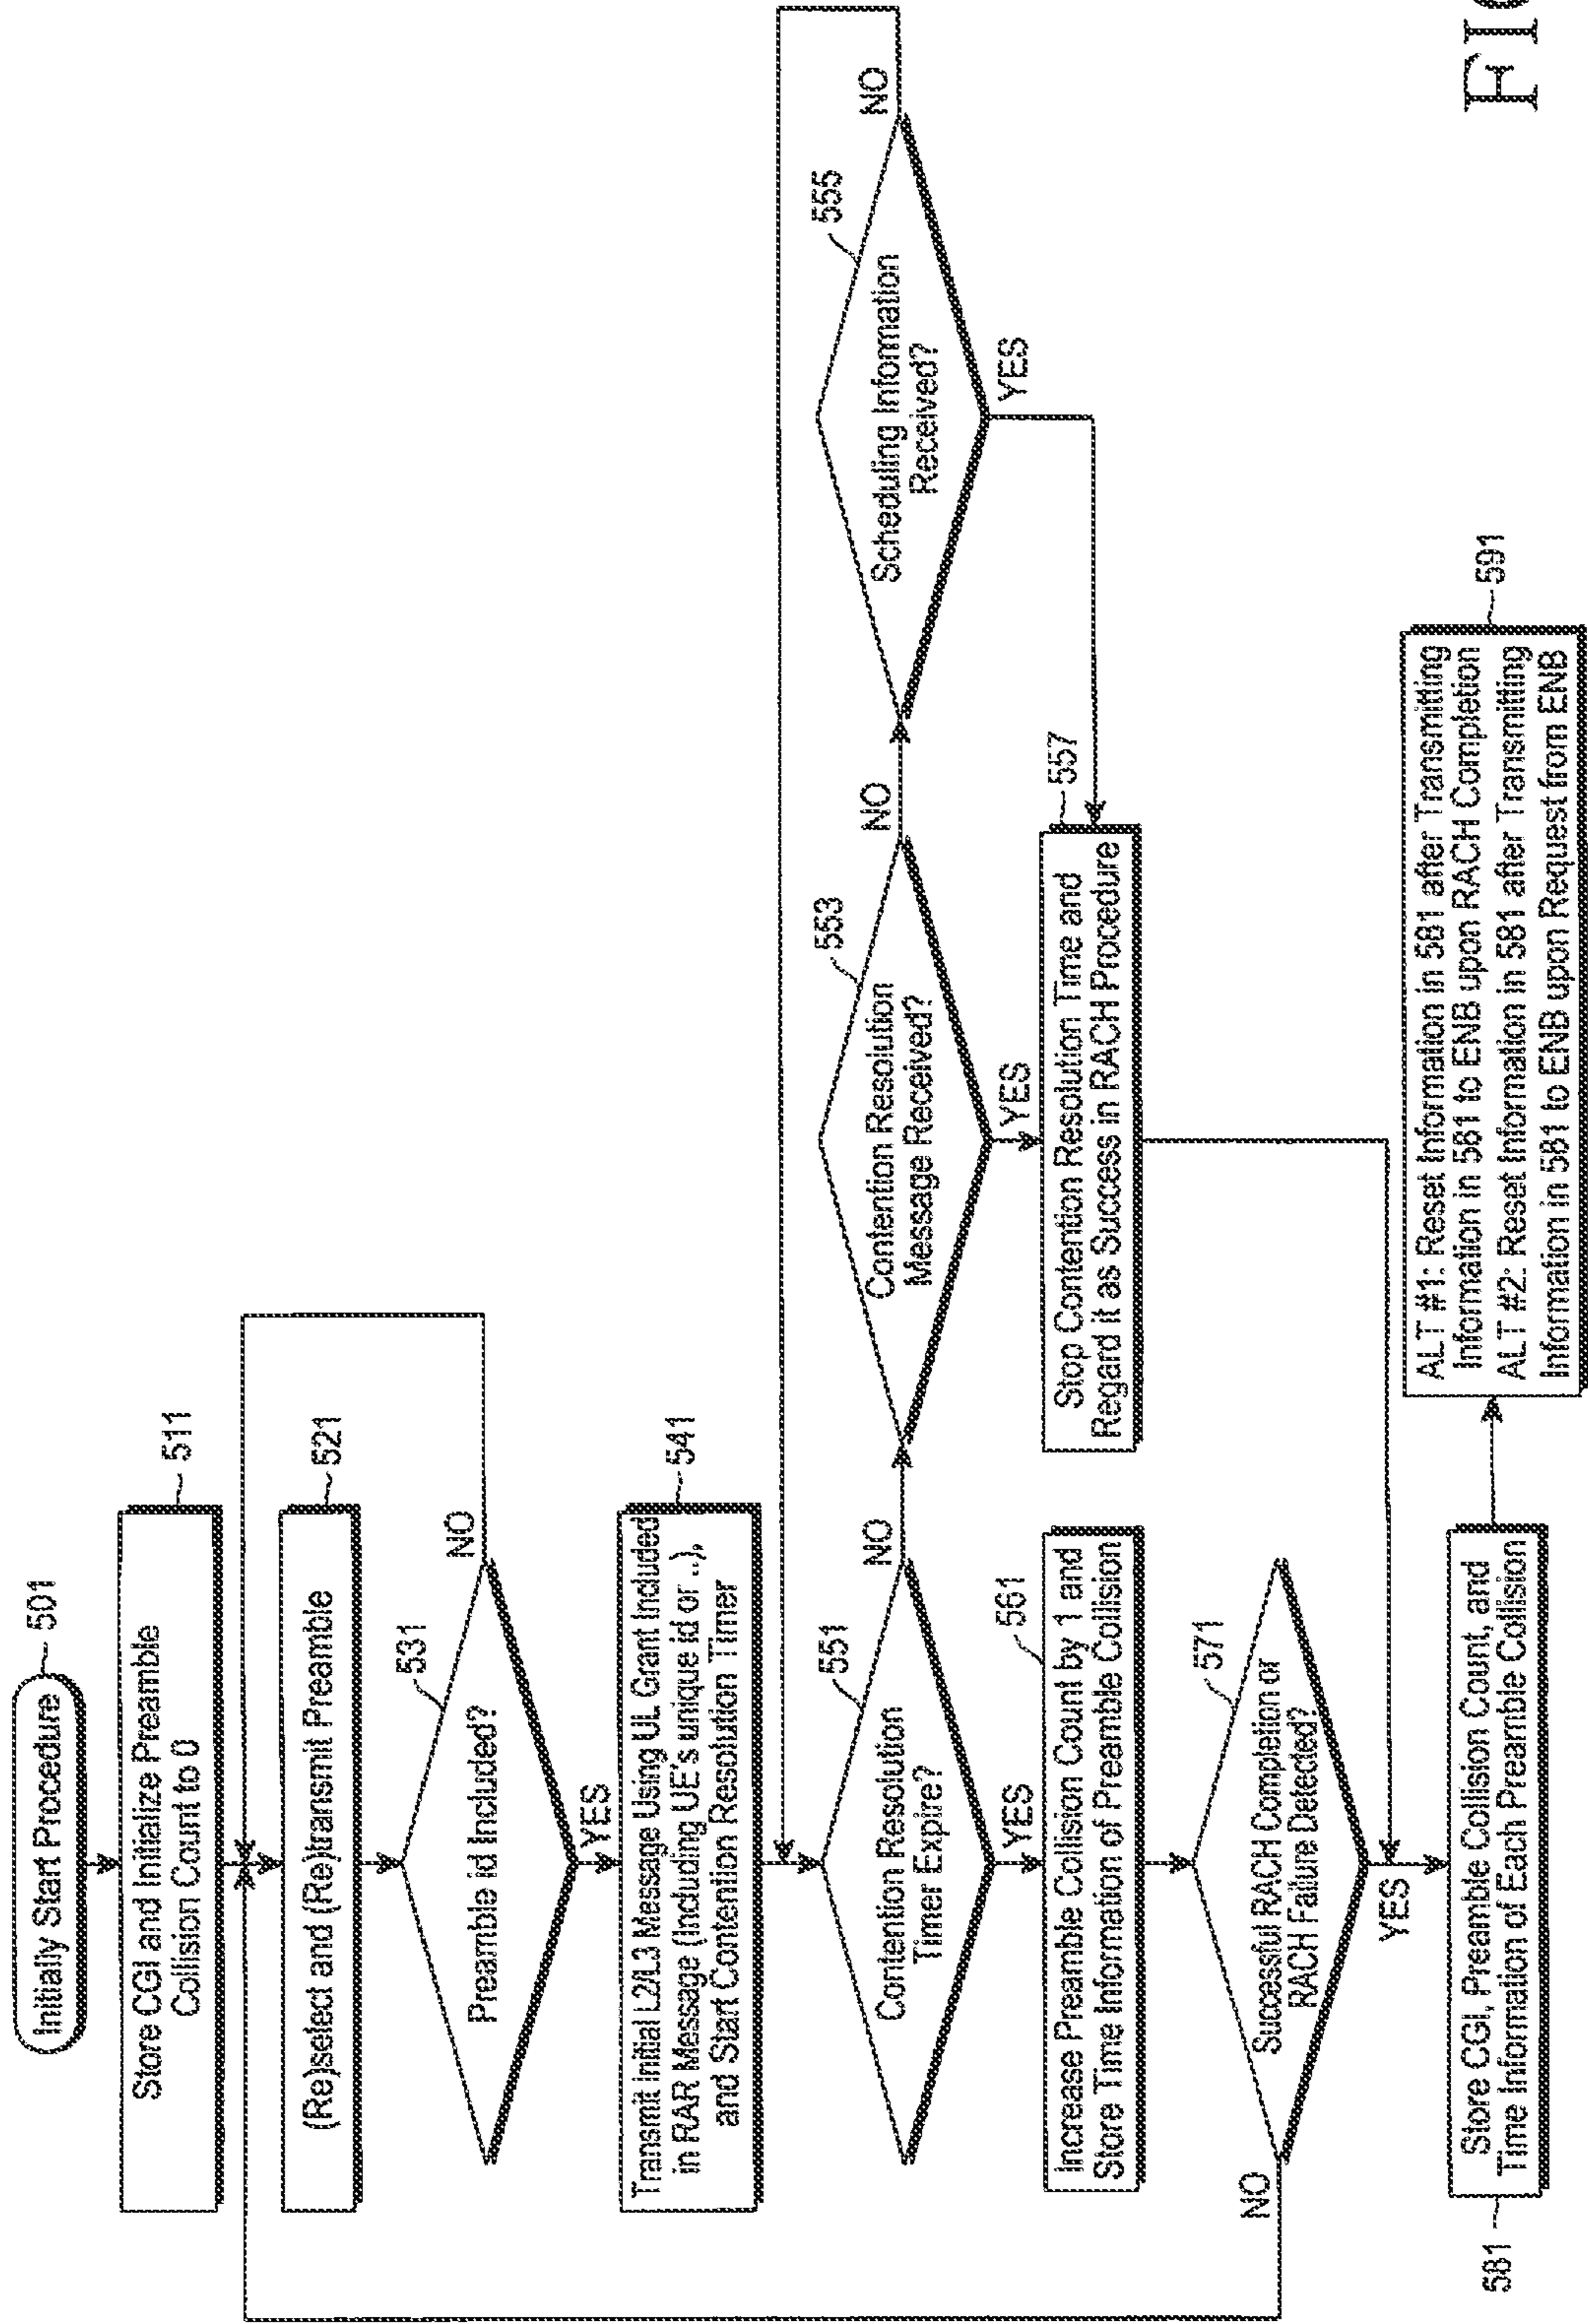 Initially Start Procedure
501
Store CGI and Initialize Preamble
Collision Count to 0
511
(Re)select and (Re)transmit Preamble
521
Preamble id Included?
531
NO
YES
Transmit Initial L2/L3 Message Using UL Grant Included
in RAR Message (Including UE's unique id or ..),
and Start Contention Resolution Timer
541
Contention Resolution
Timer Expire?
551
NO
YES
Contention Resolution
Message Received?
553
NO
YES
Scheduling Information
Received?
555
NO
YES
Stop Contention Resolution Time and
Regard it as Success in RACH Procedure
557
Increase Preamble Collision Count by 1 and
Store Time Information of Preamble Collision
561
Successful RACH Completion or
RACH Failure Detected?
571
NO
YES
Store CGI, Preamble Collision Count, and
Time Information of Each Preamble Collision
581
ALT #1: Reset Information in 581 after Transmitting
Information in 581 to ENB upon RACH Completion
ALT #2: Reset Information in 581 after Transmitting
Information in 581 to ENB upon Request from ENB
591